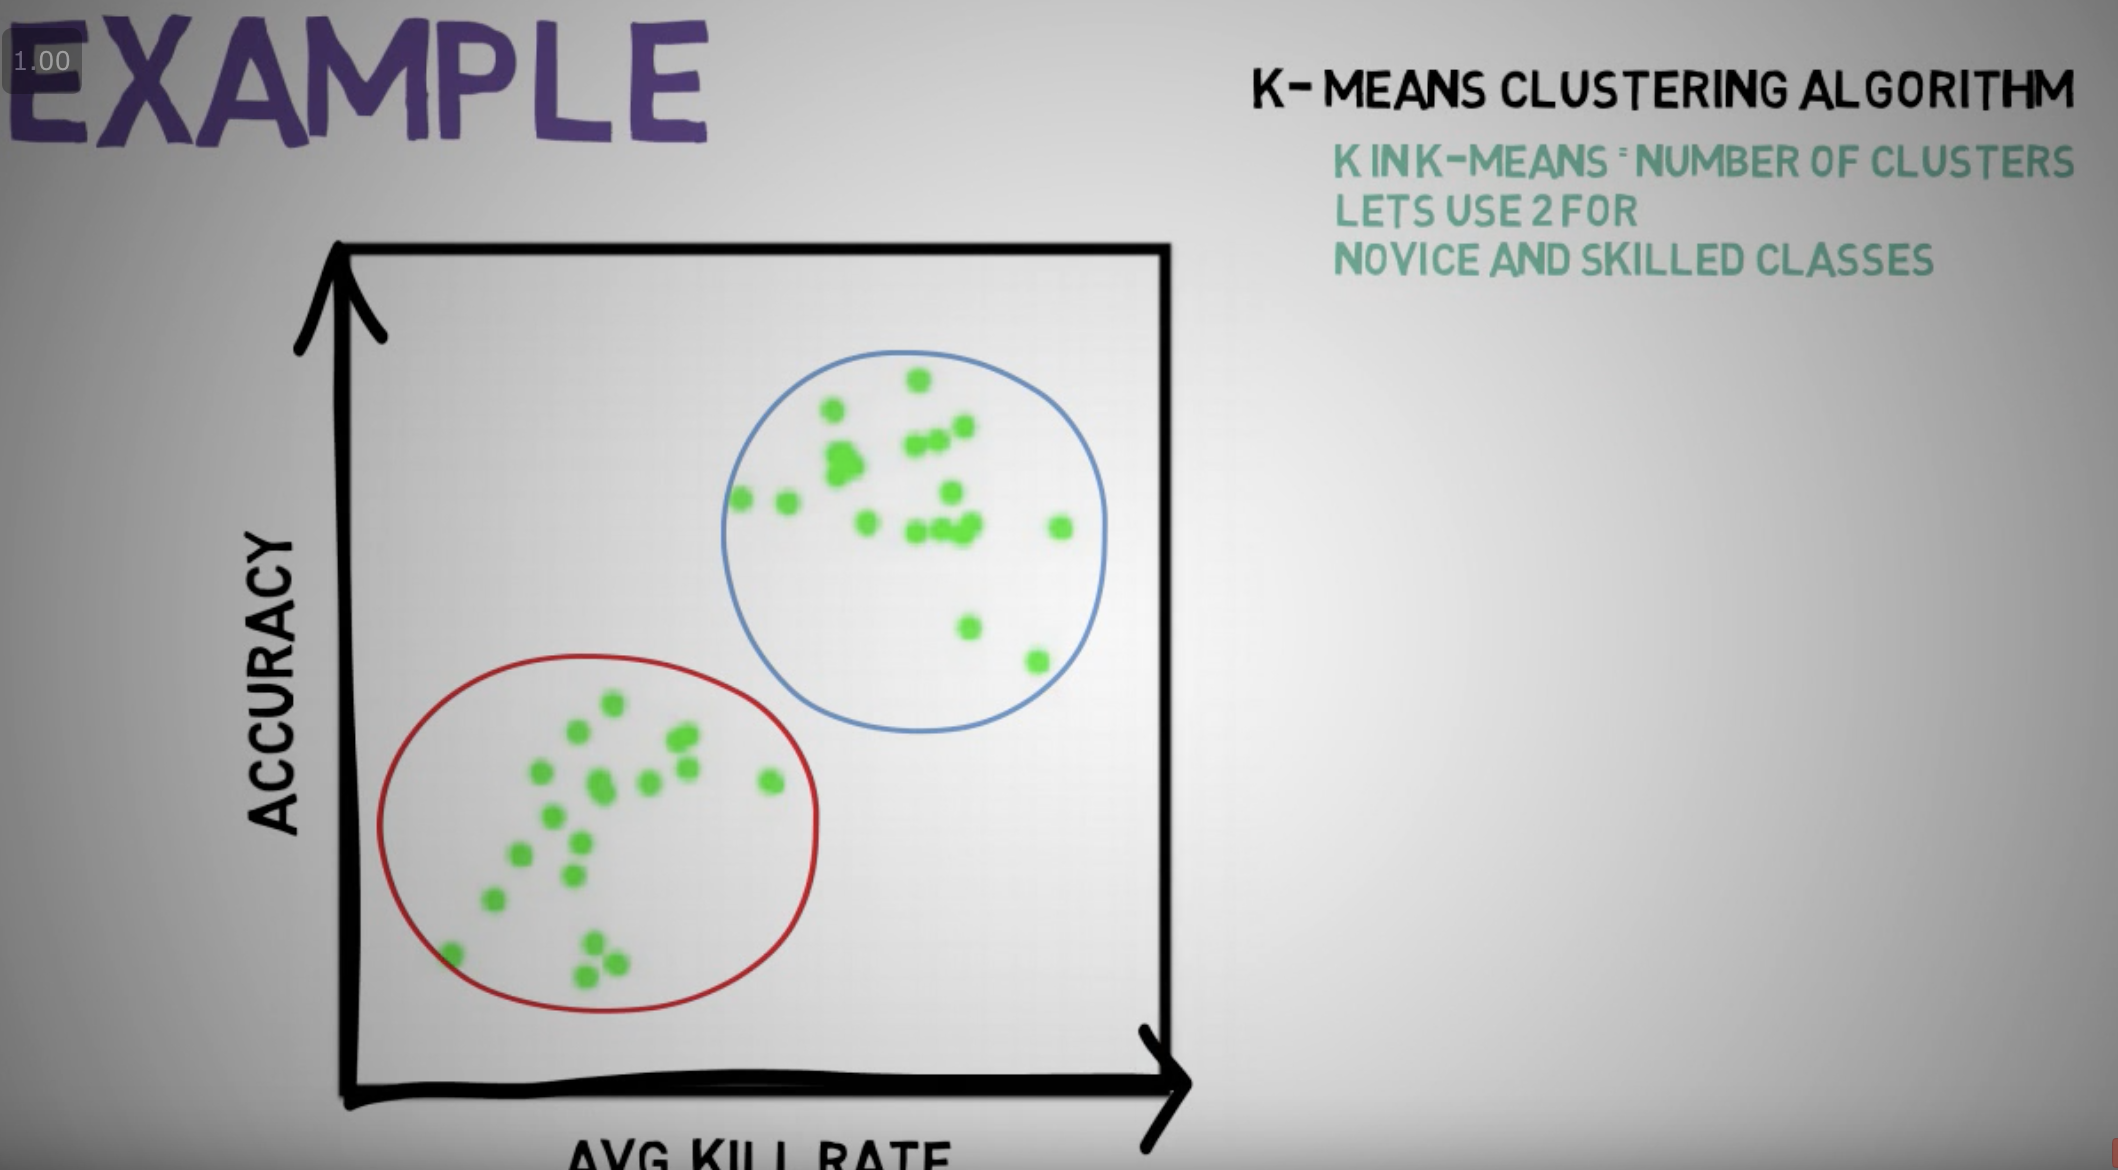 EXAMPLE
1.00
K-MEANS CLUSTERING ALGORITHM
K IN K-MEANS = NUMBER OF CLUSTERS
LETS USE 2 FOR
NOVICE AND SKILLED CLASSES
ACCURACY
AVG KILL RATE